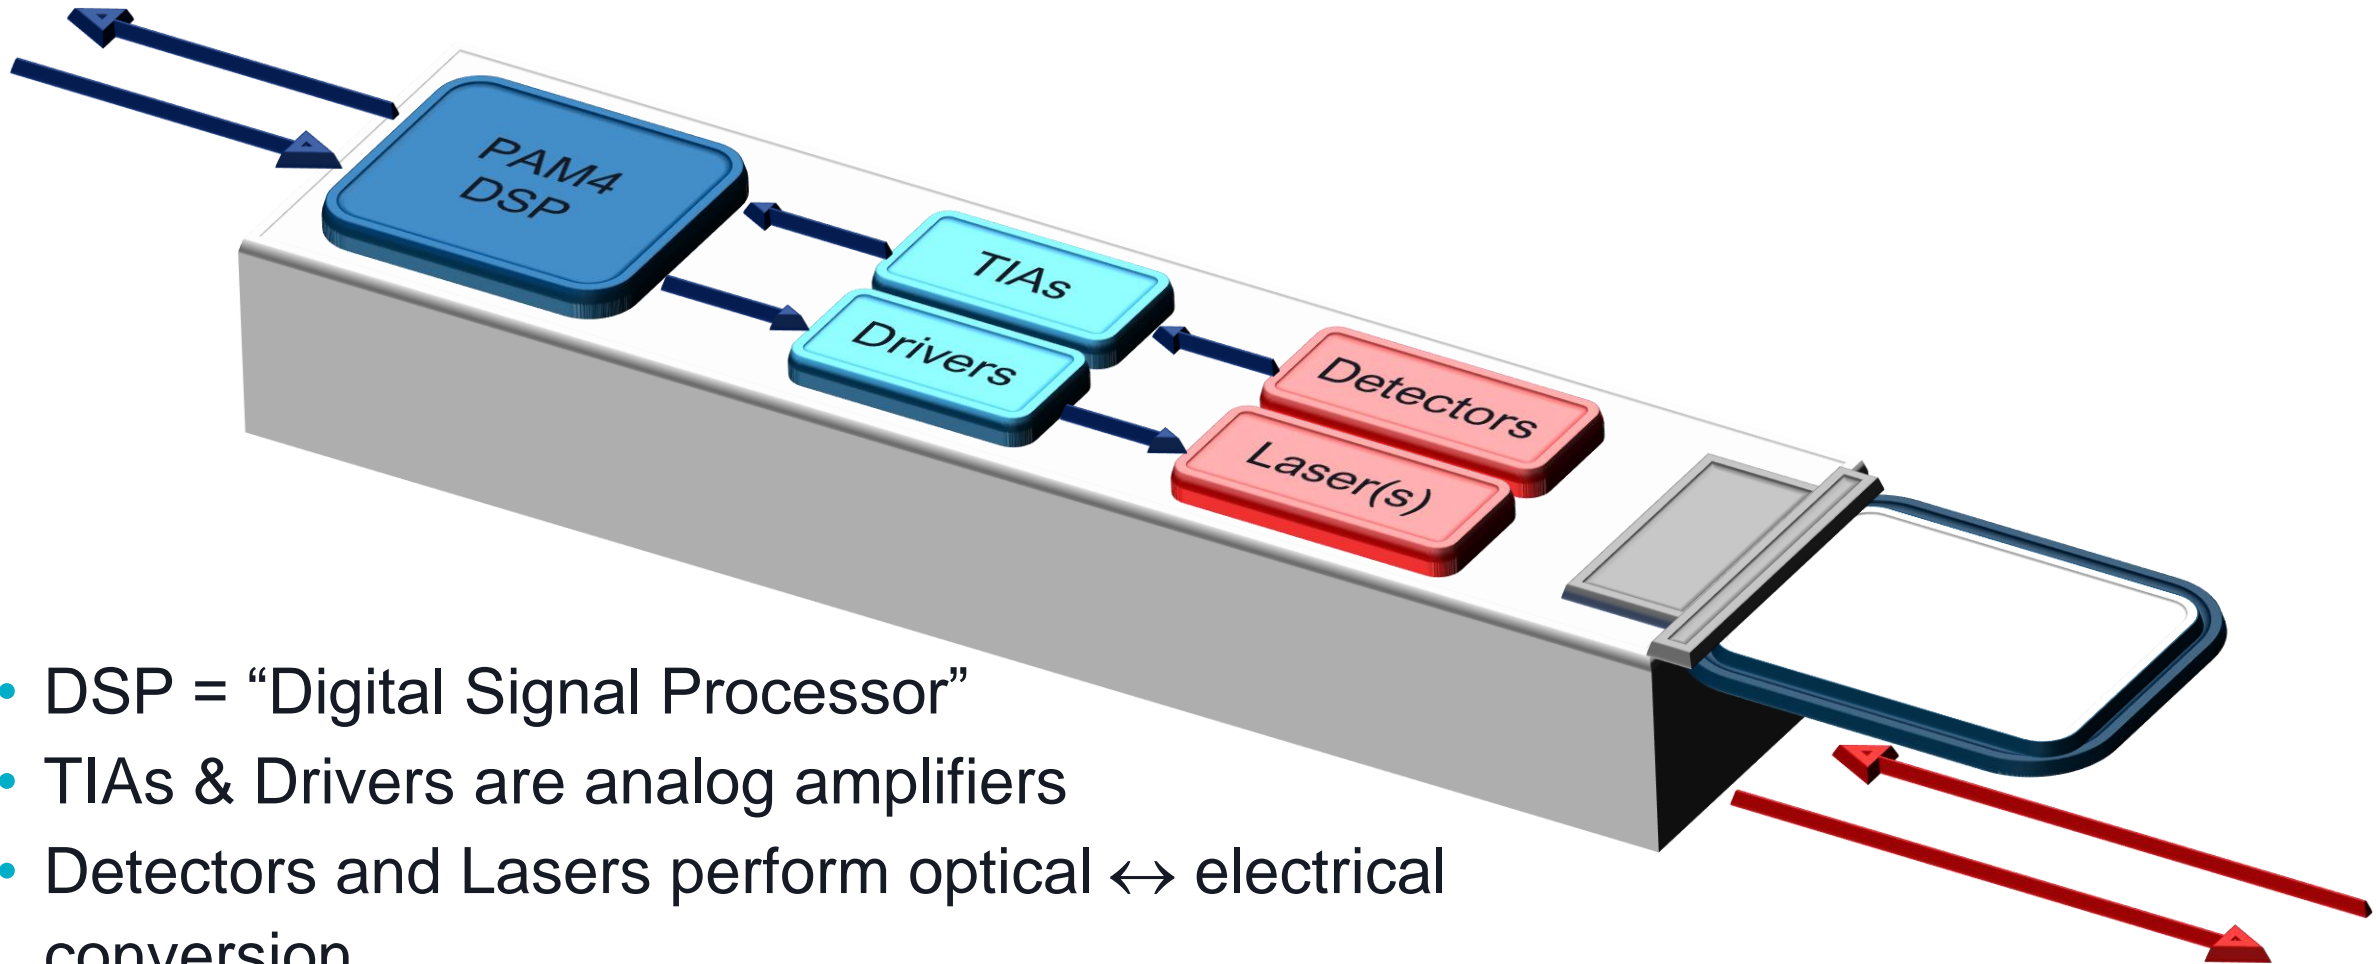 PAM4
DSP
TIAs
Drivers
Detectors
Laser(s)
• DSP = “Digital Signal Processor”
• TIAs & Drivers are analog amplifiers
• Detectors and Lasers perform optical ↔ electrical
conversion